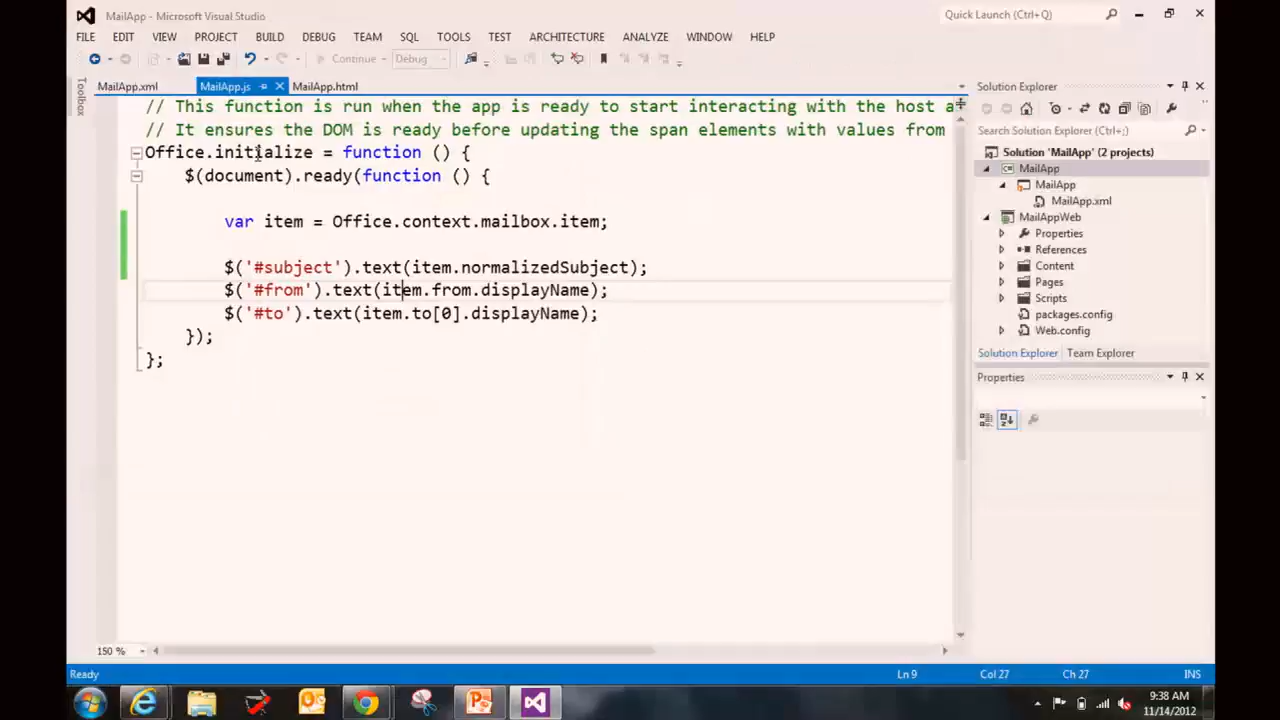 MailApp - Microsoft Visual Studio
Quick Launch (Ctrl+Q)
FILE EDIT VIEW PROJECT BUILD DEBUG TEAM SQL TOOLS TEST ARCHITECTURE ANALYZE WINDOW HELP
Continue Debug
Toolbox
MailApp.xml MailApp.js MailApp.html
// This function is run when the app is ready to start interacting with the host a
// It ensures the DOM is ready before updating the span elements with values from
Office.initialize = function () {
$(document).ready(function () {
var item = Office.context.mailbox.item;
$('#subject').text(item.normalizedSubject);
$('#from').text(item.from.displayName);
$('#to').text(item.to[0].displayName);
});
};
150 %
Solution Explorer
Search Solution Explorer (Ctrl+;)
Solution 'MailApp' (2 projects)
MailApp
MailApp
MailApp.xml
MailAppWeb
Properties
References
Content
Pages
Scripts
packages.config
Web.config
Solution Explorer Team Explorer
Properties
Ready Ln 9 Col 27 Ch 27 INS
9:38 AM
11/14/2012